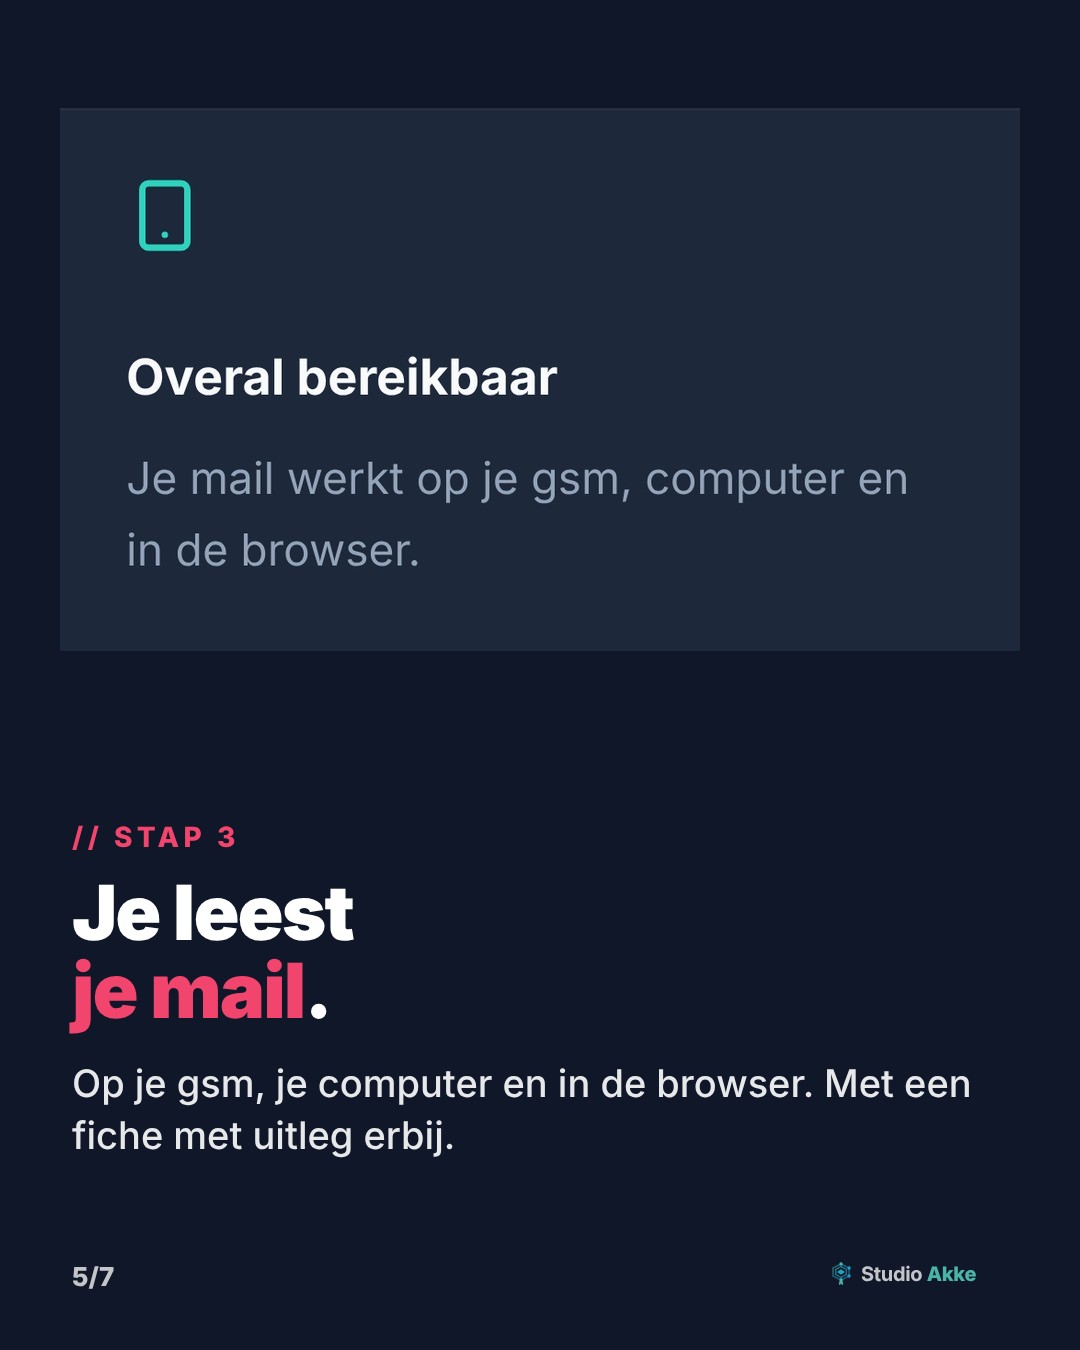 Overal bereikbaar
Je mail werkt op je gsm, computer en
in de browser.
// STAP 3
Je leest
je mail.
Op je gsm, je computer en in de browser. Met een
fiche met uitleg erbij.
5/7
Studio Akke